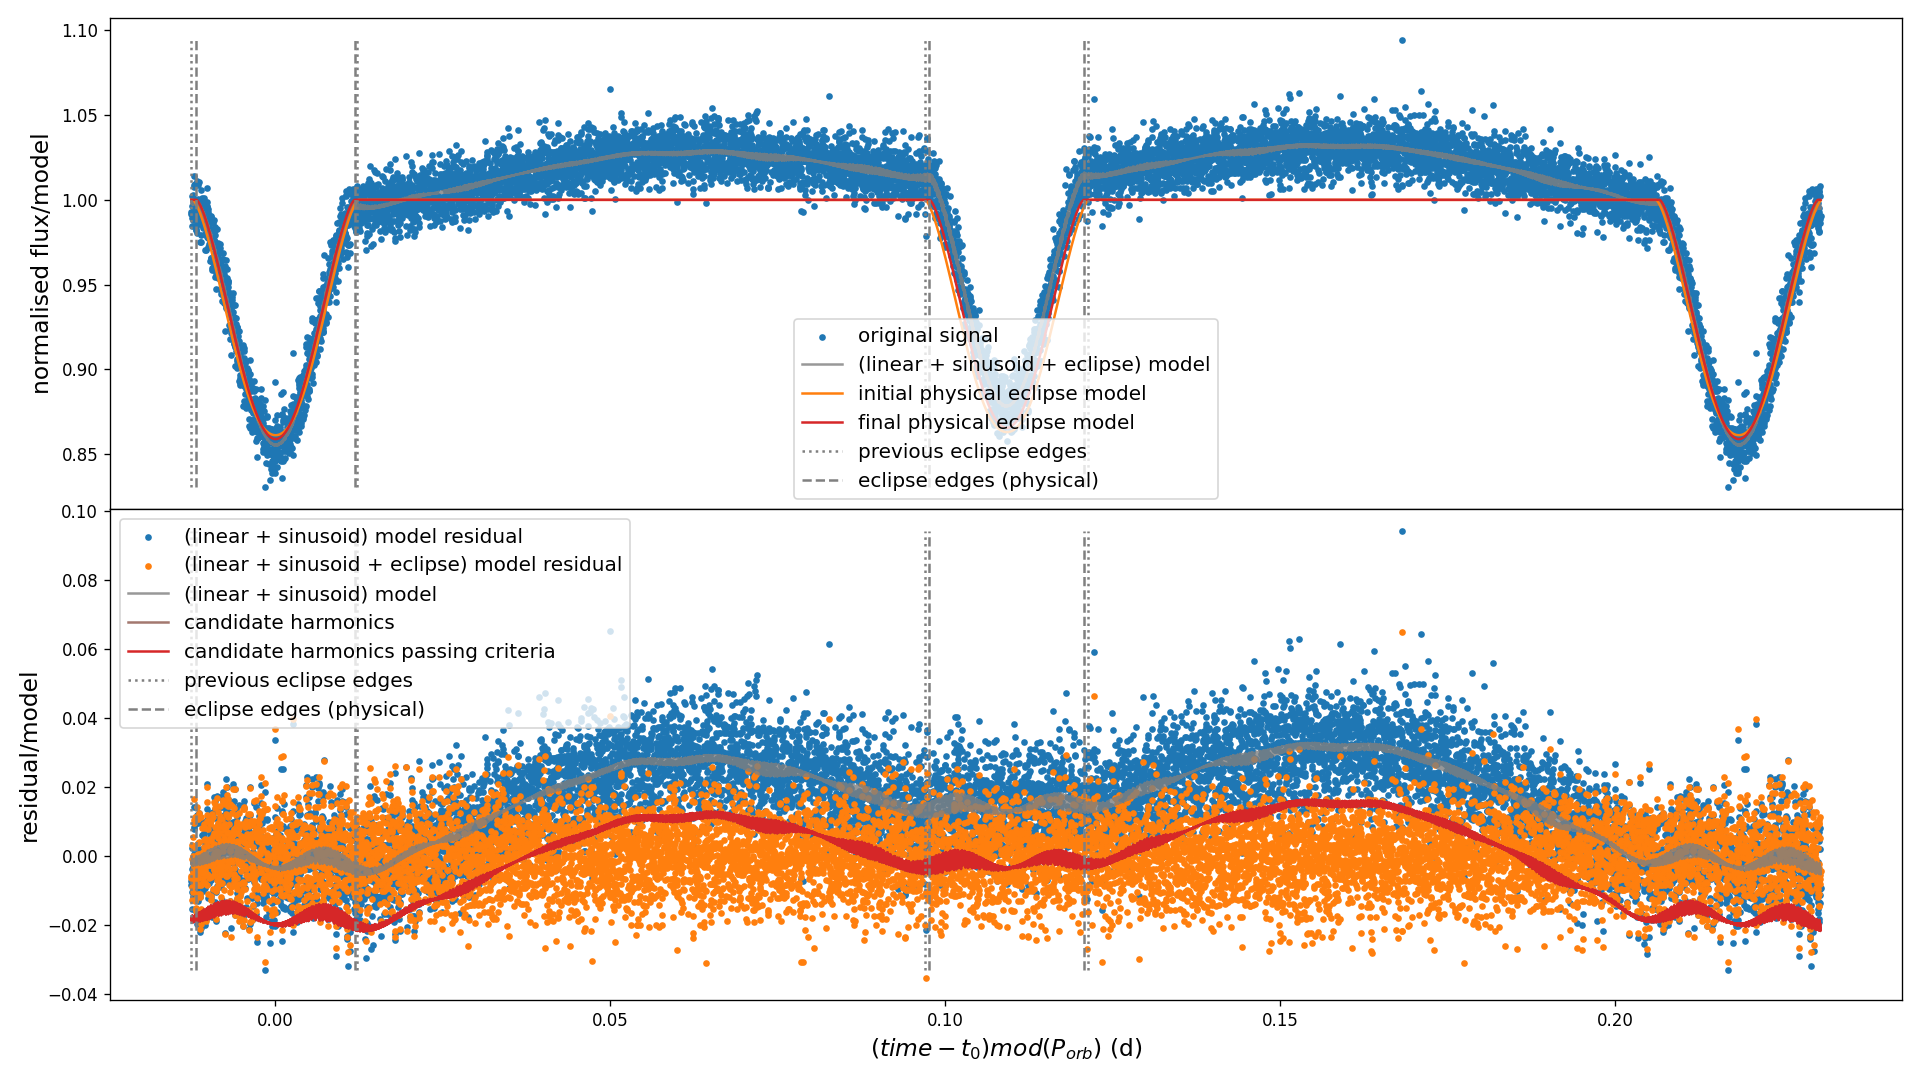 1.10
1.05
1.00
0.95
0.90
0.85
normalised flux/model
original signal
(linear + sinusoid + eclipse) model
initial physical eclipse model
final physical eclipse model
previous eclipse edges
eclipse edges (physical)
0.10
0.08
0.06
0.04
0.02
0.00
−0.02
−0.04
residual/model
(linear + sinusoid) model residual
(linear + sinusoid + eclipse) model residual
(linear + sinusoid) model
candidate harmonics
candidate harmonics passing criteria
previous eclipse edges
eclipse edges (physical)
0.00 0.05 0.10 0.15 0.20
(time − t₀)mod(P_orb) (d)